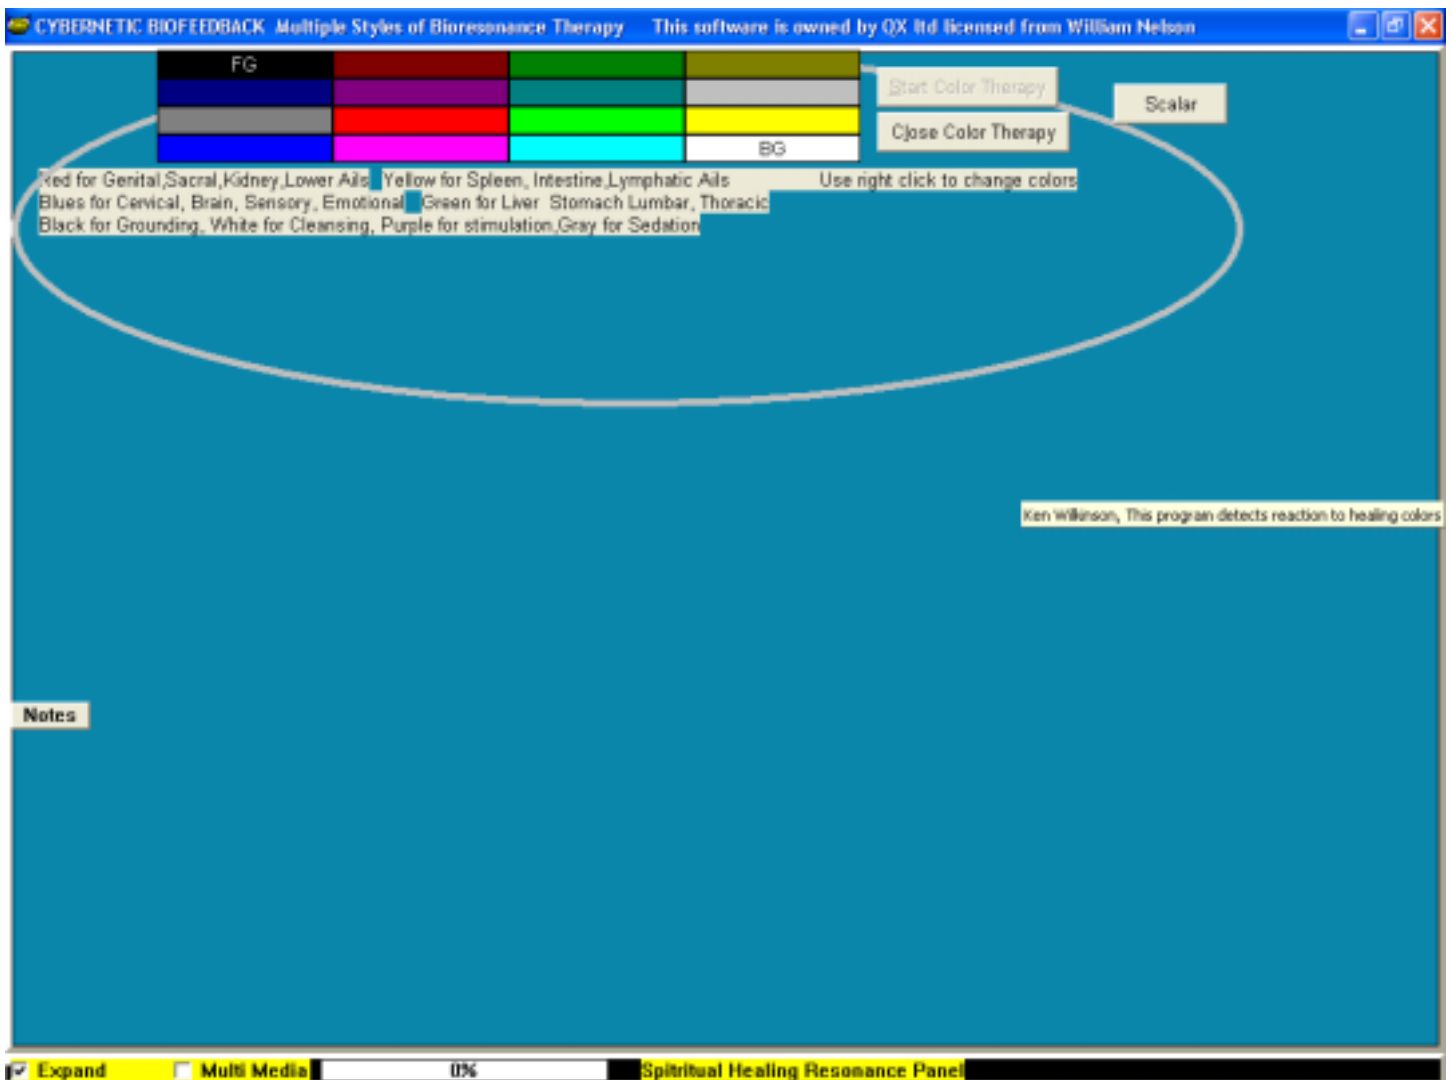 CYBERNETIC BIOFEEDBACK Multiple Styles of Bioresonance Therapy This software is owned by QX ltd licensed from William Nelson
FG
Start Color Therapy
Scalar
Close Color Therapy
BG
Red for Genital,Sacral,Kidney,Lower Ails Yellow for Spleen, Intestine,Lymphatic Ails Use right click to change colors
Blues for Cervical, Brain, Sensory, Emotional Green for Liver Stomach Lumbar, Thoracic
Black for Grounding, White for Cleansing, Purple for stimulation,Gray for Sedation
Ken Wilkinson, This program detects reaction to healing colors
Notes
Expand Multi Media 0% Spitritual Healing Resonance Panel